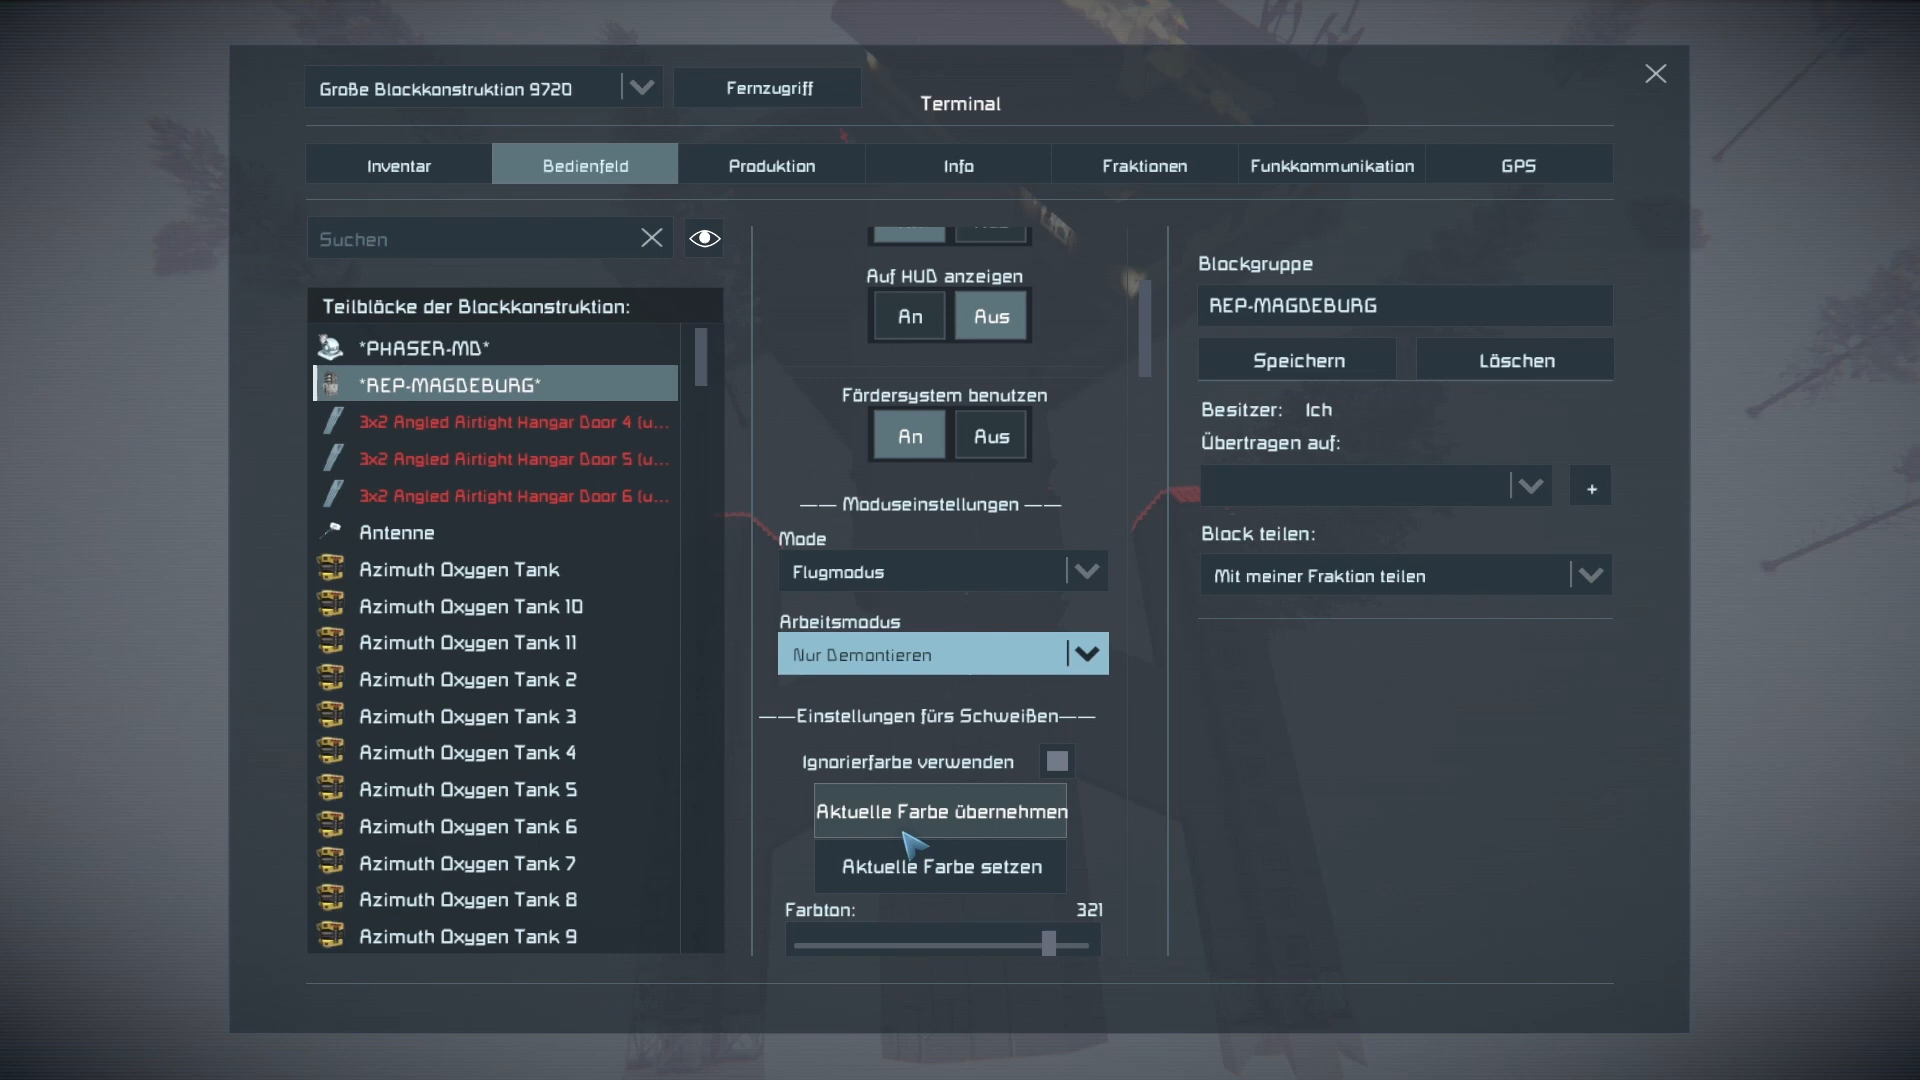 Große Blockkonstruktion 9720
Fernzugriff
Terminal
Inventar
Bedienfeld
Produktion
Info
Fraktionen
Funkkommunikation
GPS
Suchen
Teilblöcke der Blockkonstruktion:
*PHASER-MD*
*REP-MAGDEBURG*
3x2 Angled Airtight Hangar Door 4 (u...
3x2 Angled Airtight Hangar Door 5 (u...
3x2 Angled Airtight Hangar Door 6 (u...
Antenne
Azimuth Oxygen Tank
Azimuth Oxygen Tank 10
Azimuth Oxygen Tank 11
Azimuth Oxygen Tank 2
Azimuth Oxygen Tank 3
Azimuth Oxygen Tank 4
Azimuth Oxygen Tank 5
Azimuth Oxygen Tank 6
Azimuth Oxygen Tank 7
Azimuth Oxygen Tank 8
Azimuth Oxygen Tank 9
Auf HUD anzeigen
An Aus
Fördersystem benutzen
An Aus
—— Moduseinstellungen ——
Mode
Flugmodus
Arbeitsmodus
Nur Demontieren
——Einstellungen fürs Schweißen——
Ignorierfarbe verwenden
Aktuelle Farbe übernehmen
Aktuelle Farbe setzen
Farbton: 321
Blockgruppe
REP-MAGDEBURG
Speichern
Löschen
Besitzer: Ich
Übertragen auf:
+
Block teilen:
Mit meiner Fraktion teilen